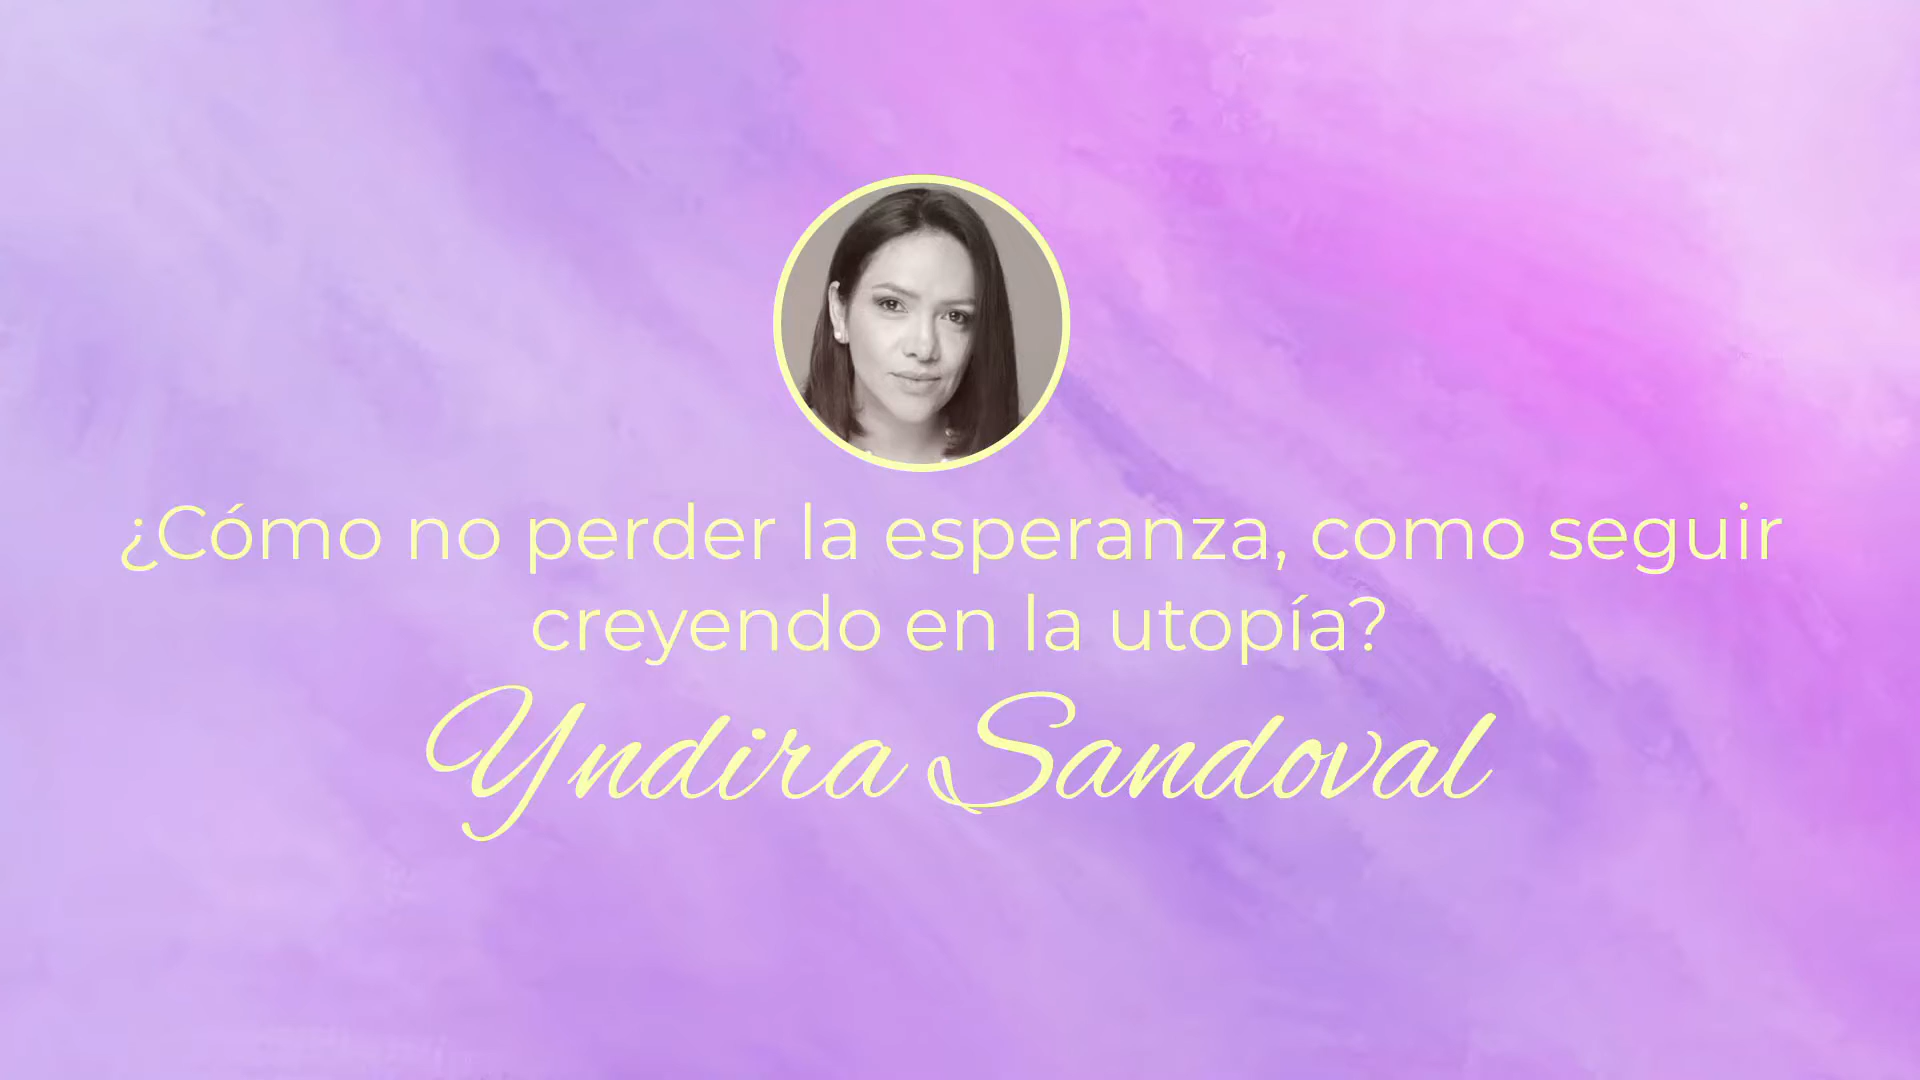 ¿Cómo no perder la esperanza, como seguir
creyendo en la utopía?
Yndira Sandoval